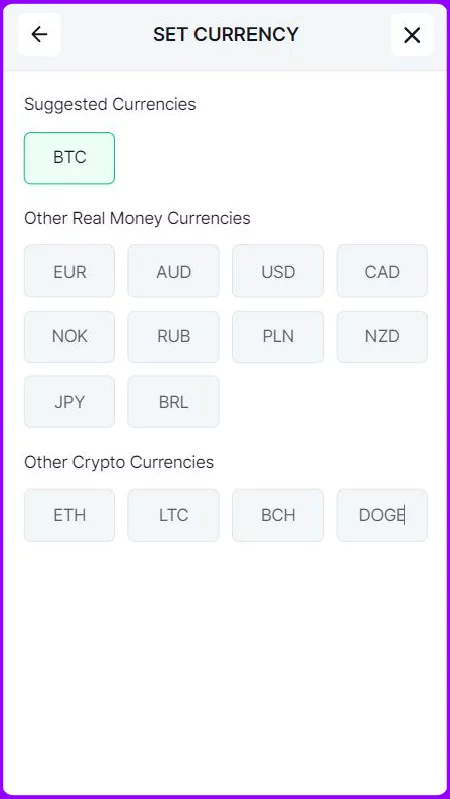 SET CURRENCY
Suggested Currencies
BTC
Other Real Money Currencies
EUR AUD USD CAD
NOK RUB PLN NZD
JPY BRL
Other Crypto Currencies
ETH LTC BCH DOGE